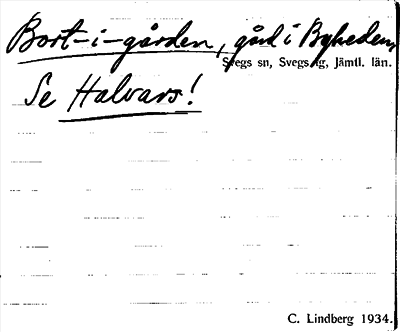 Bort-i-gården, gård i Byheden,
Svegs sn, Svegs tg, Jämtl. län.
Se Halvars!
C. Lindberg 1934.